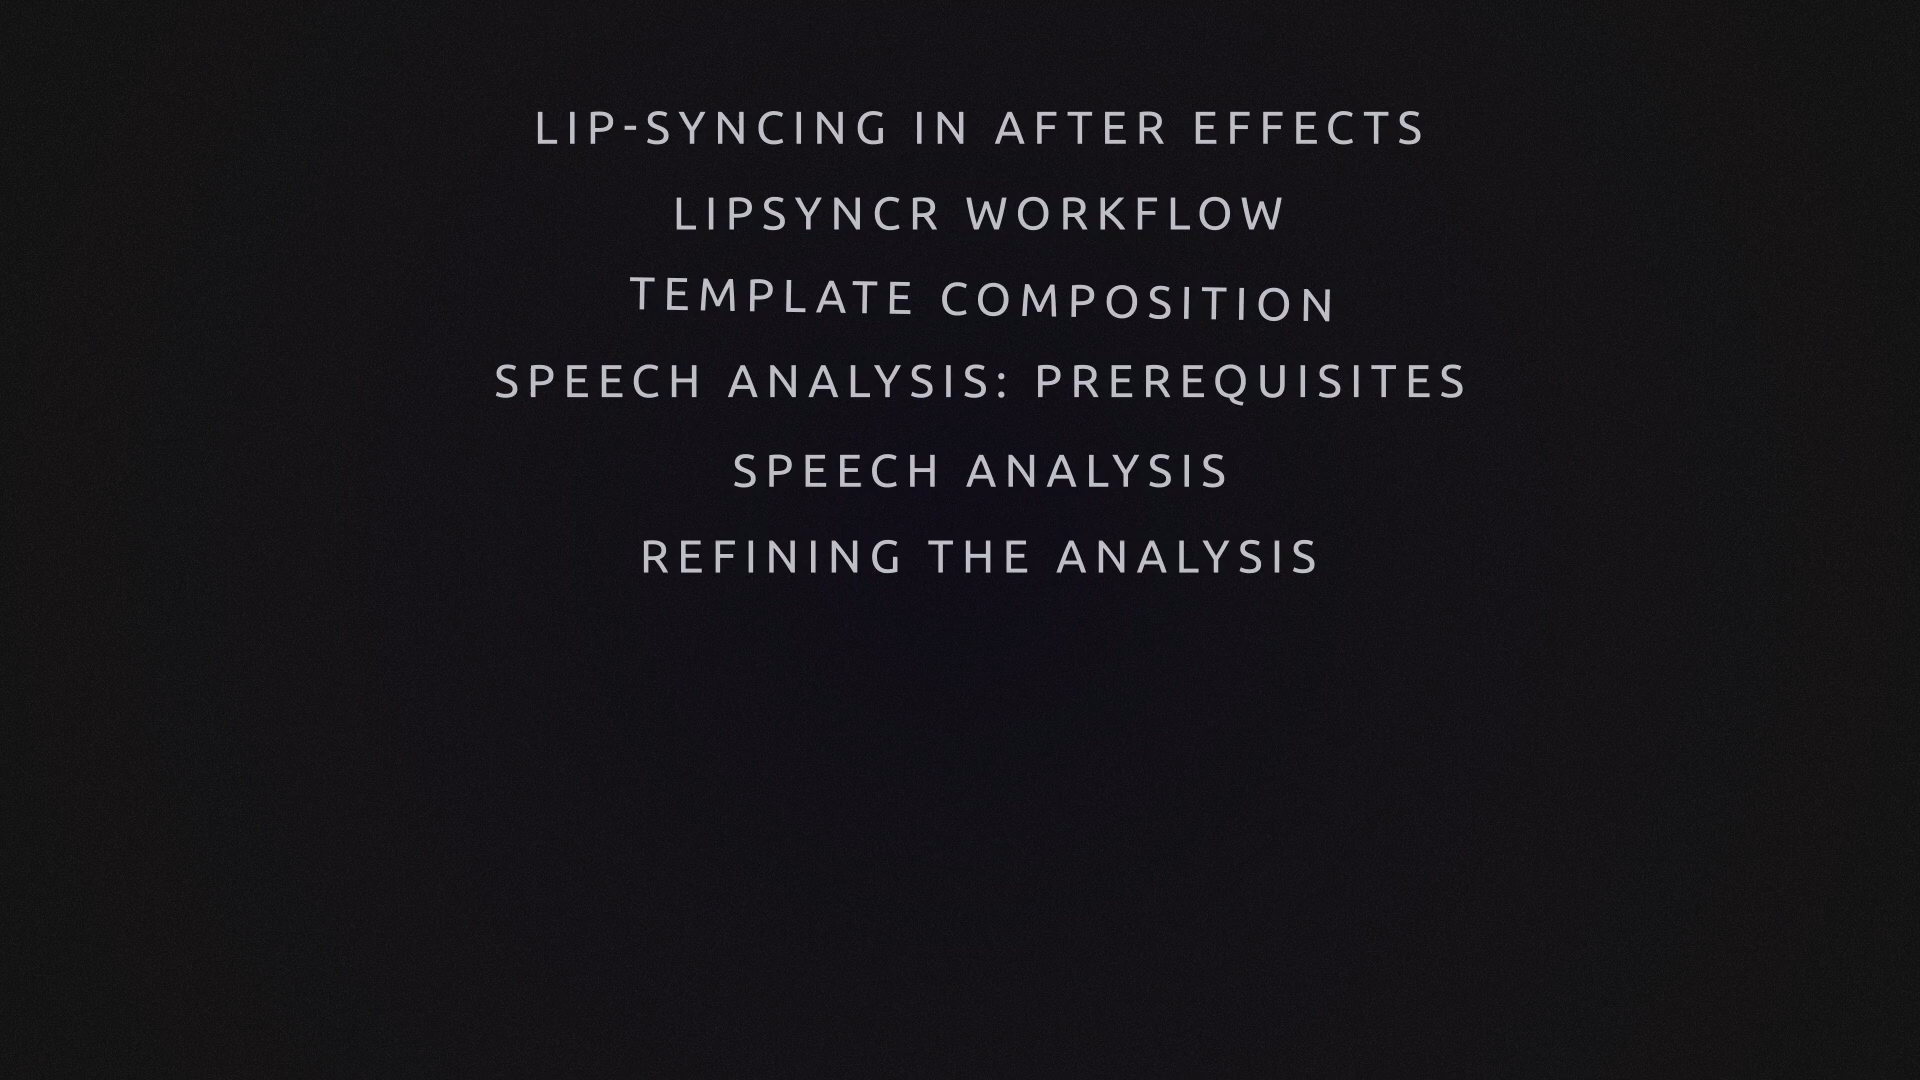 LIP-SYNCING IN AFTER EFFECTS
LIPSYNCR WORKFLOW
TEMPLATE COMPOSITION
SPEECH ANALYSIS: PREREQUISITES
SPEECH ANALYSIS
REFINING THE ANALYSIS